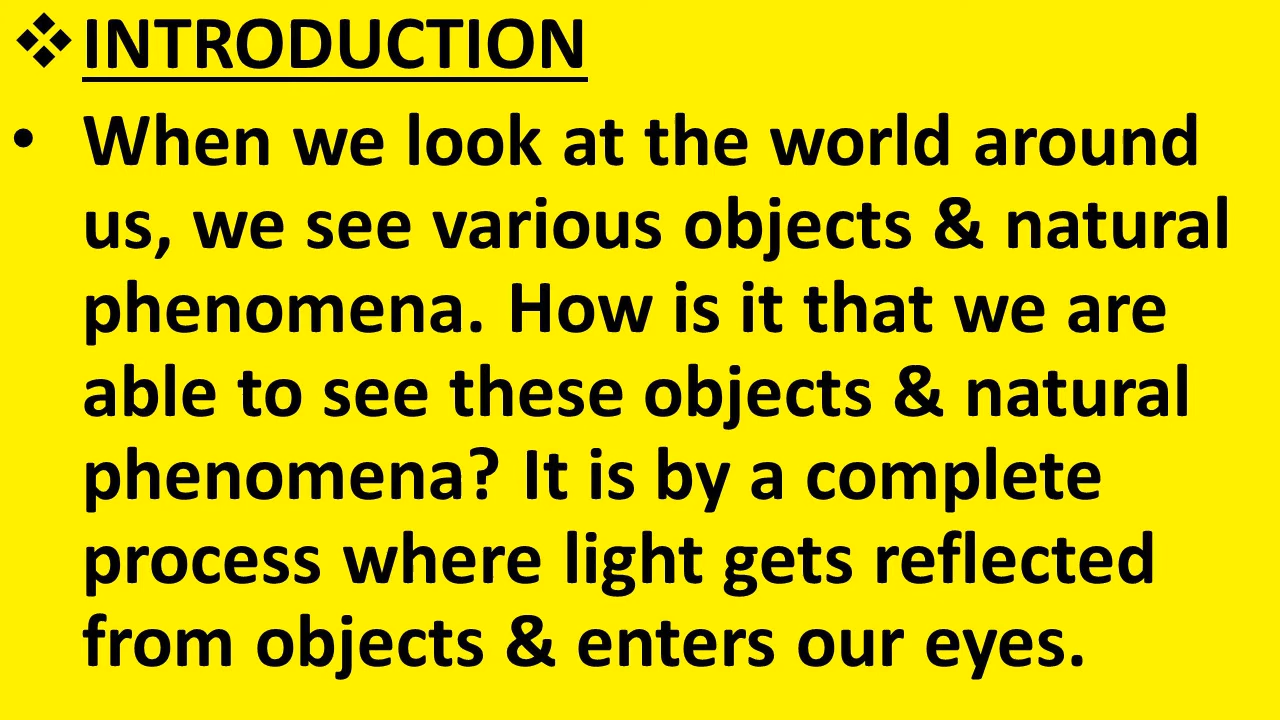 ❖INTRODUCTION
• When we look at the world around
us, we see various objects & natural
phenomena. How is it that we are
able to see these objects & natural
phenomena? It is by a complete
process where light gets reflected
from objects & enters our eyes.